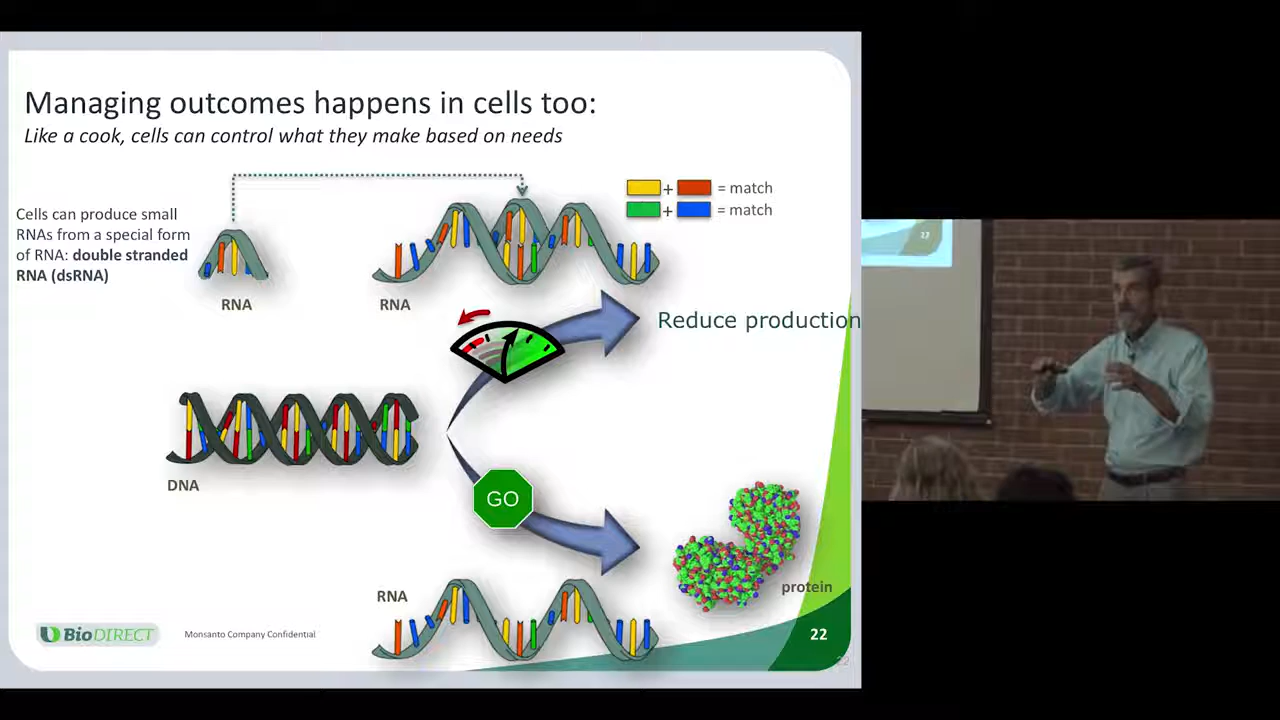 Managing outcomes happens in cells too:
Like a cook, cells can control what they make based on needs
+ = match
+ = match
Cells can produce small
RNAs from a special form
of RNA: double stranded
RNA (dsRNA)
RNA
RNA
Reduce production
DNA
GO
RNA
protein
BioDIRECT
Monsanto Company Confidential
22
22
17